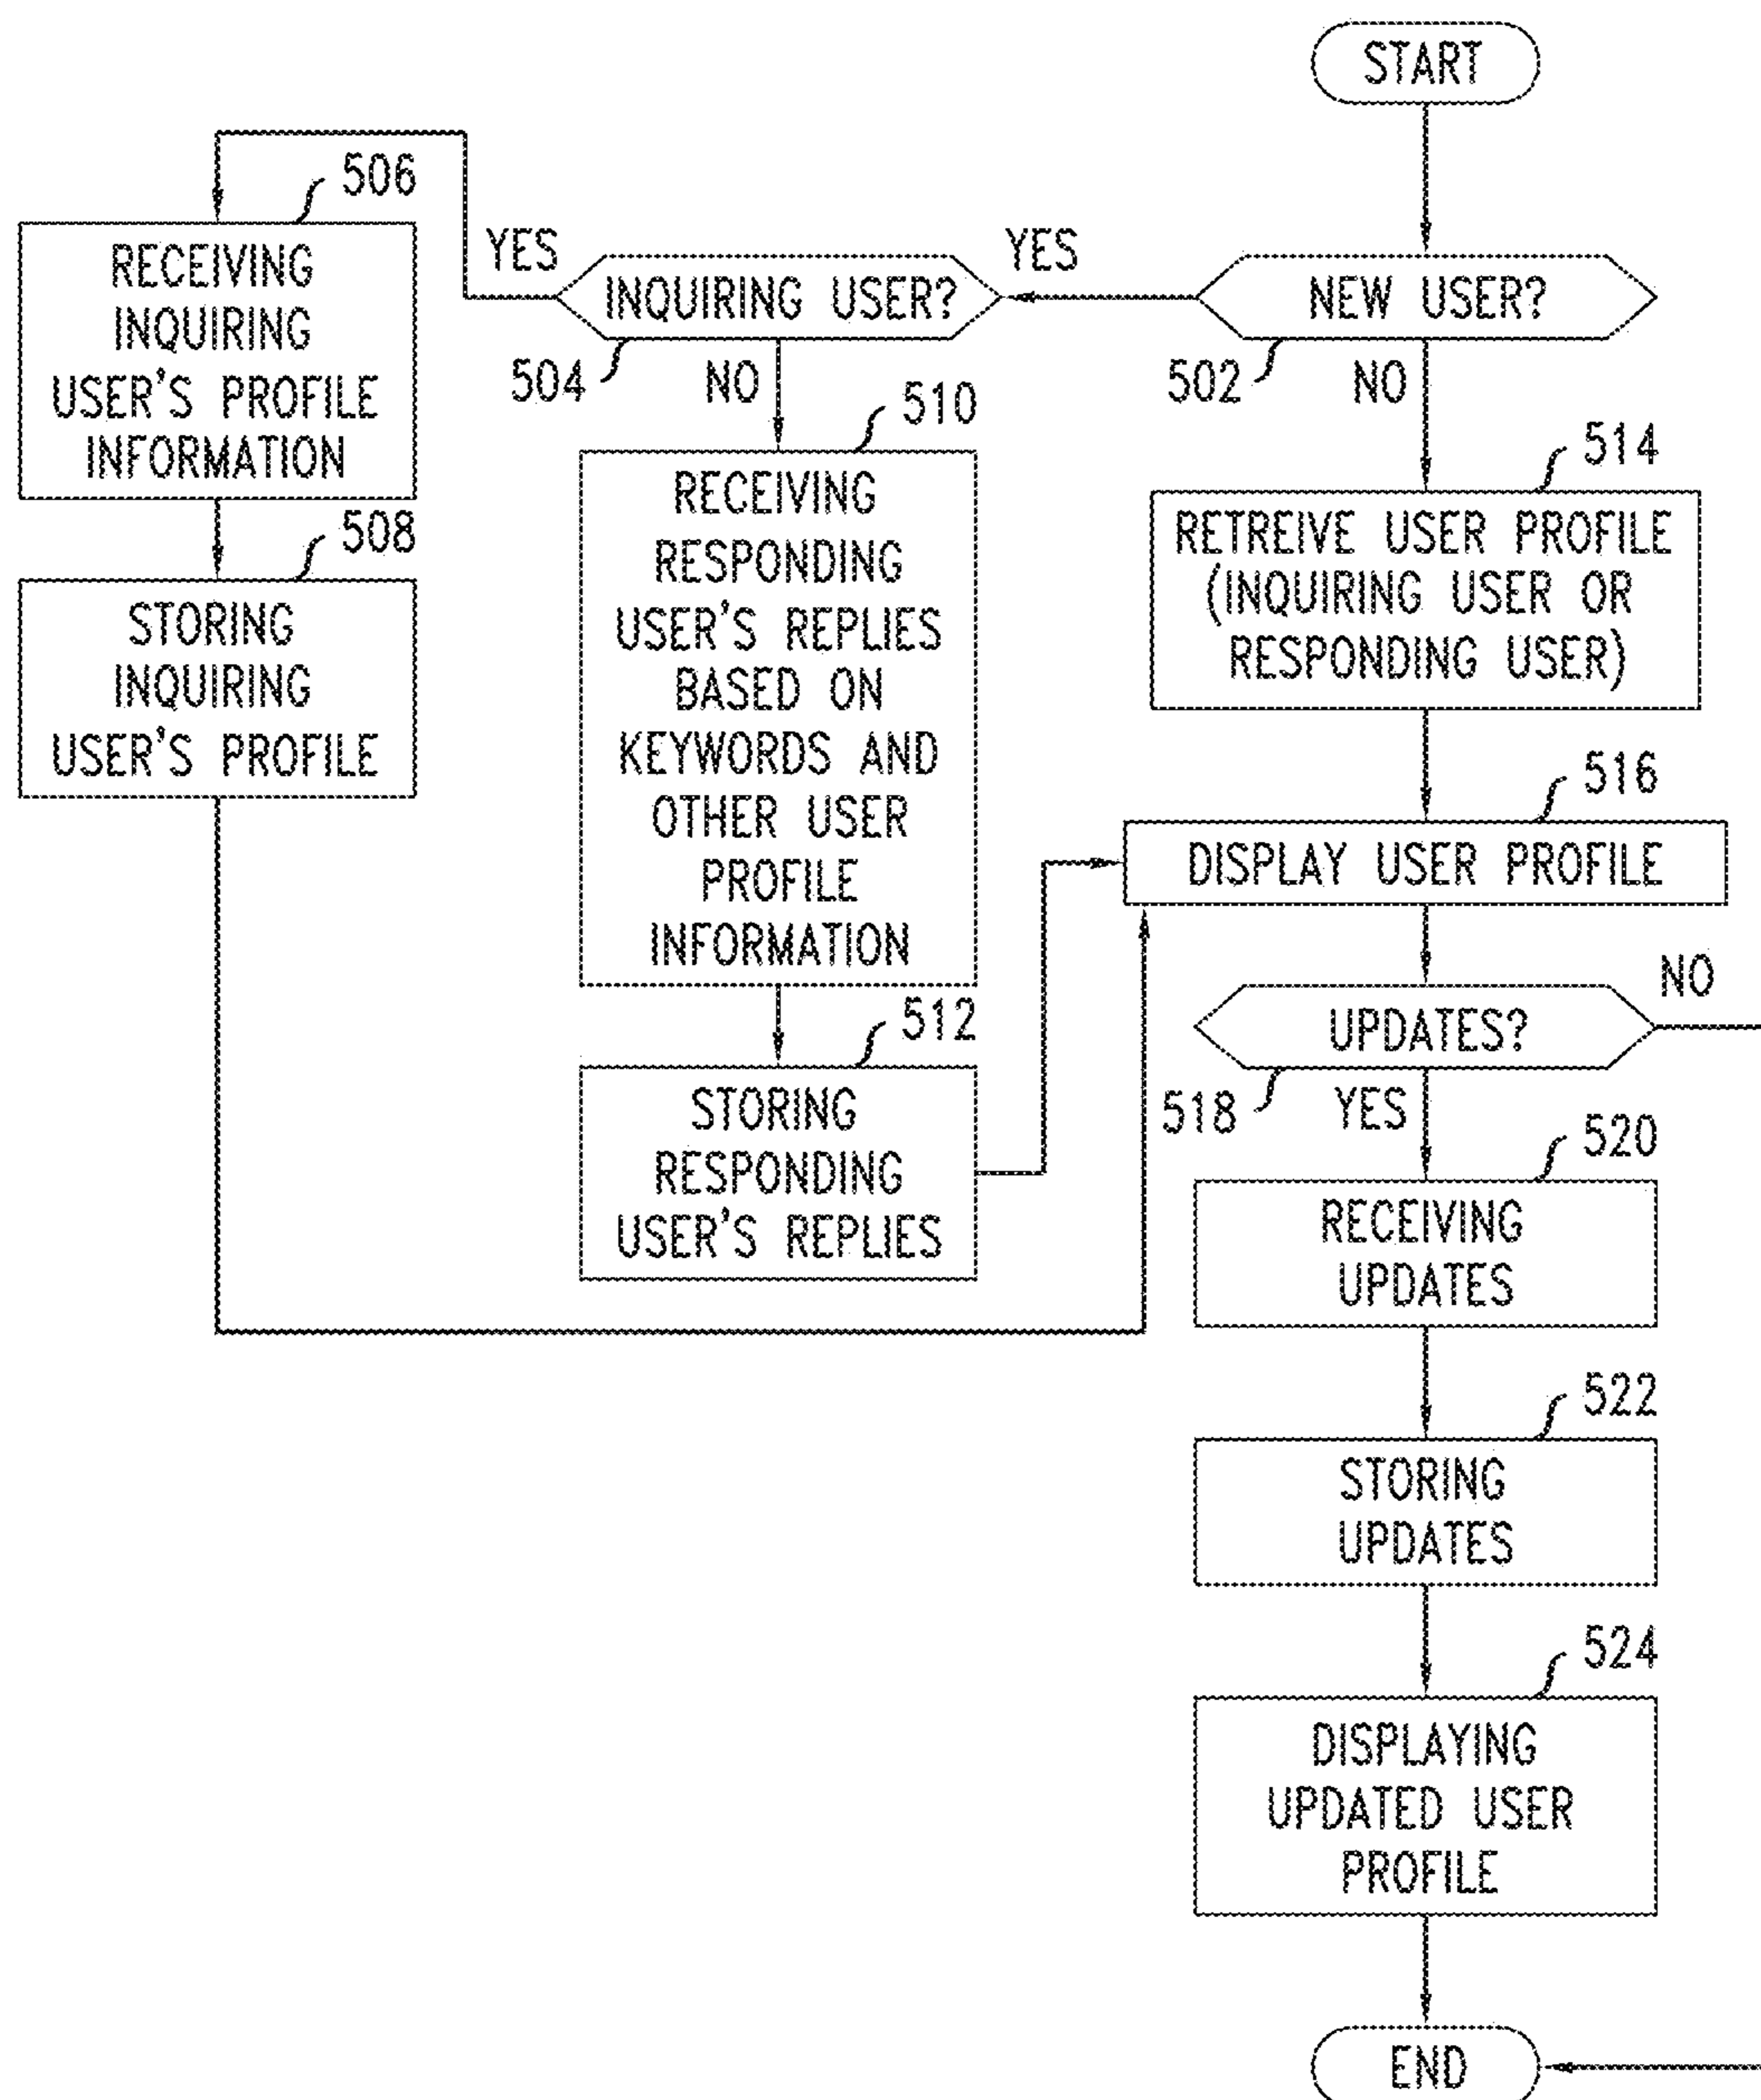 START
NEW USER?
502
YES
NO
INQUIRING USER?
504
YES
NO
506
RECEIVING
INQUIRING
USER'S PROFILE
INFORMATION
508
STORING
INQUIRING
USER'S PROFILE
510
RECEIVING
RESPONDING
USER'S REPLIES
BASED ON
KEYWORDS AND
OTHER USER
PROFILE
INFORMATION
512
STORING
RESPONDING
USER'S REPLIES
514
RETREIVE USER PROFILE
(INQUIRING USER OR
RESPONDING USER)
516
DISPLAY USER PROFILE
UPDATES?
518
NO
YES
520
RECEIVING
UPDATES
522
STORING
UPDATES
524
DISPLAYING
UPDATED USER
PROFILE
END